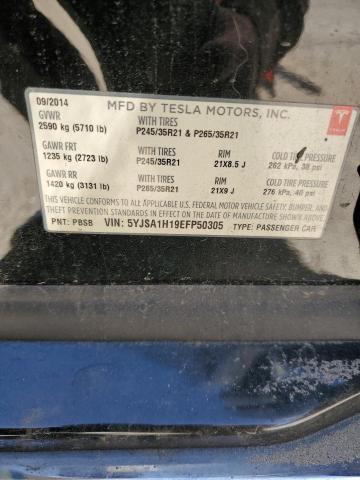 09/2014 MFD BY TESLA MOTORS, INC.
GVWR WITH TIRES
2590 kg (5710 lb) P245/35R21 & P265/35R21
GAWR FRT WITH TIRES RIM COLD TIRE PRESSURE
1235 kg (2723 lb) P245/35R21 21X8.5 J 262 kPa, 38 psi
GAWR RR WITH TIRES RIM COLD TIRE PRESSURE
1420 kg (3131 lb) P265/35R21 21X9 J 276 kPa, 40 psi
THIS VEHICLE CONFORMS TO ALL APPLICABLE U.S. FEDERAL MOTOR VEHICLE SAFETY, BUMPER, AND
THEFT PREVENTION STANDARDS IN EFFECT ON THE DATE OF MANUFACTURE SHOWN ABOVE.
PNT: PBSB VIN: 5YJSA1H19EFP50305 TYPE: PASSENGER CAR
TESLA